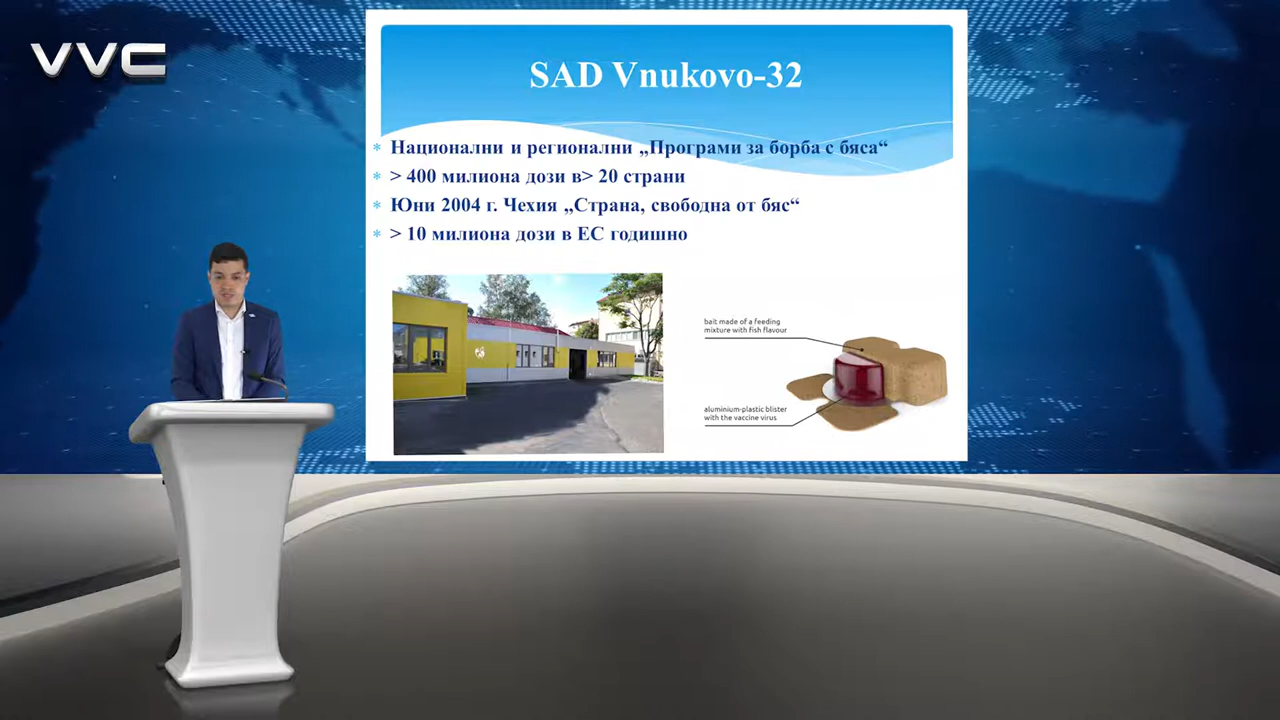 VVC
SAD Vnukovo-32
Национални и регионални „Програми за борба с бяса“
> 400 милиона дози в> 20 страни
Юни 2004 г. Чехия „Страна, свободна от бяс“
> 10 милиона дози в ЕС годишно
bait made of a feeding
mixture with fish flavour
aluminium-plastic blister
with the vaccine virus